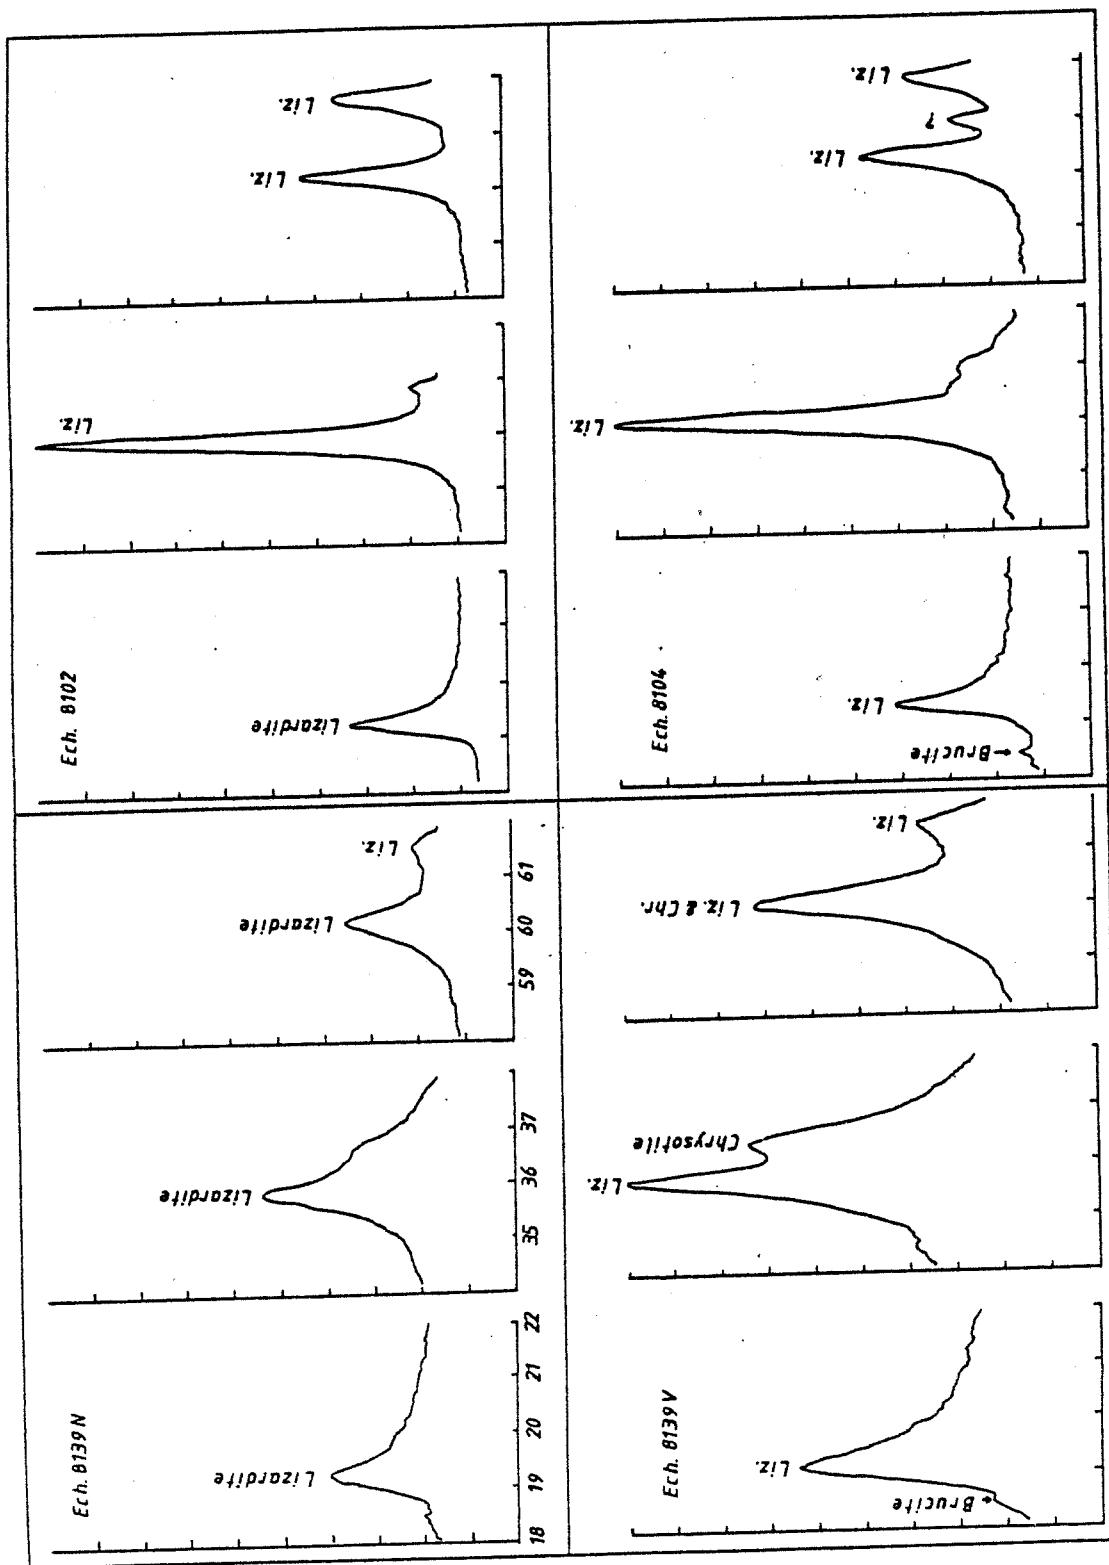 Ech. 8139 N
Lizardite
Lizardite
Lizardite
Liz.
18 19 20 21 22
35 36 37
59 60 61
Ech. 8102
Lizardite
Liz.
Liz.
Liz.
Ech. 8139 V
Brucite
Liz.
Liz.
Chrysotile
Liz. & Chr.
Liz.
Ech. 8104
Brucite
Liz.
Liz.
Liz.
?
Liz.